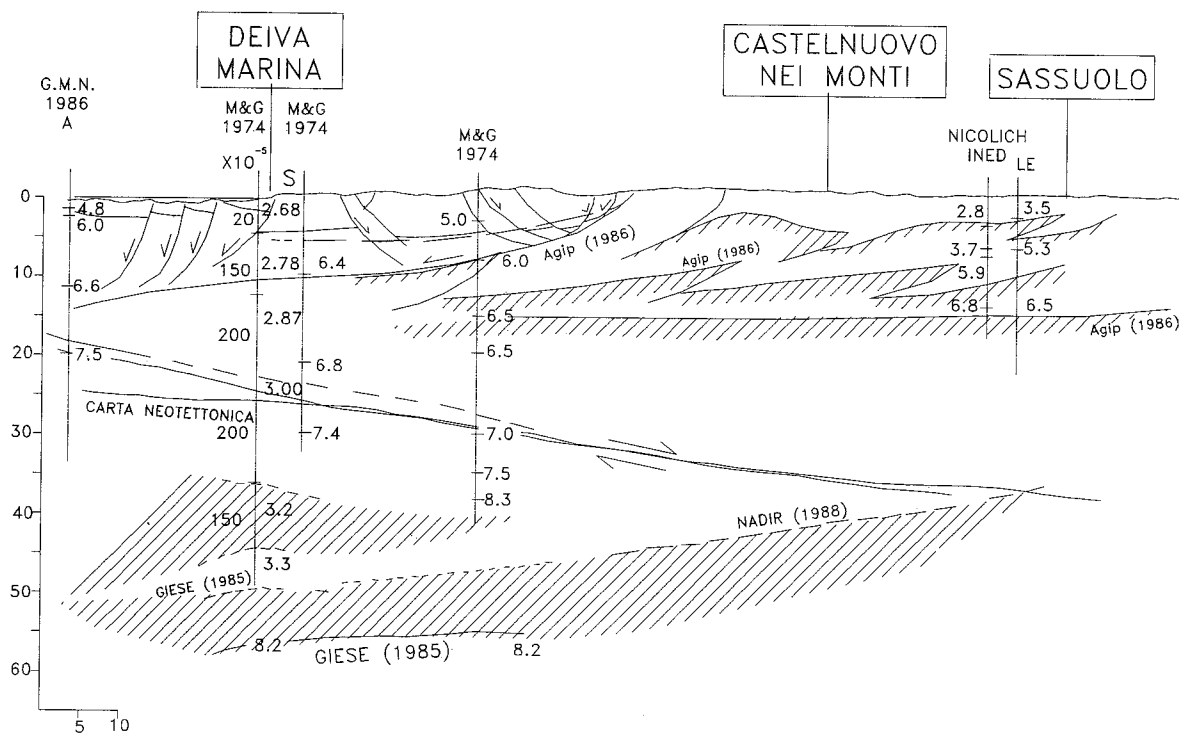 DEIVA
MARINA
CASTELNUOVO
NEI MONTI
SASSUOLO
G.M.N.
1986
A
M&G
1974
M&G
1974
X10⁻⁵
S
M&G
1974
NICOLICH
INED
LE
0
4.8
6.0
20
2.68
5.0
2.8
3.5
3.7
5.3
Agip (1986)
Agip (1986)
10
6.6
150
2.78
6.4
6.0
5.9
6.8
6.5
2.87
6.5
Agip (1986)
200
20
7.5
6.8
6.5
3.00
CARTA NEOTETTONICA
30
200
7.4
7.0
7.5
8.3
40
150
3.2
NADIR (1988)
3.3
50
GIESE (1985)
8.2
GIESE (1985)
8.2
60
5
10